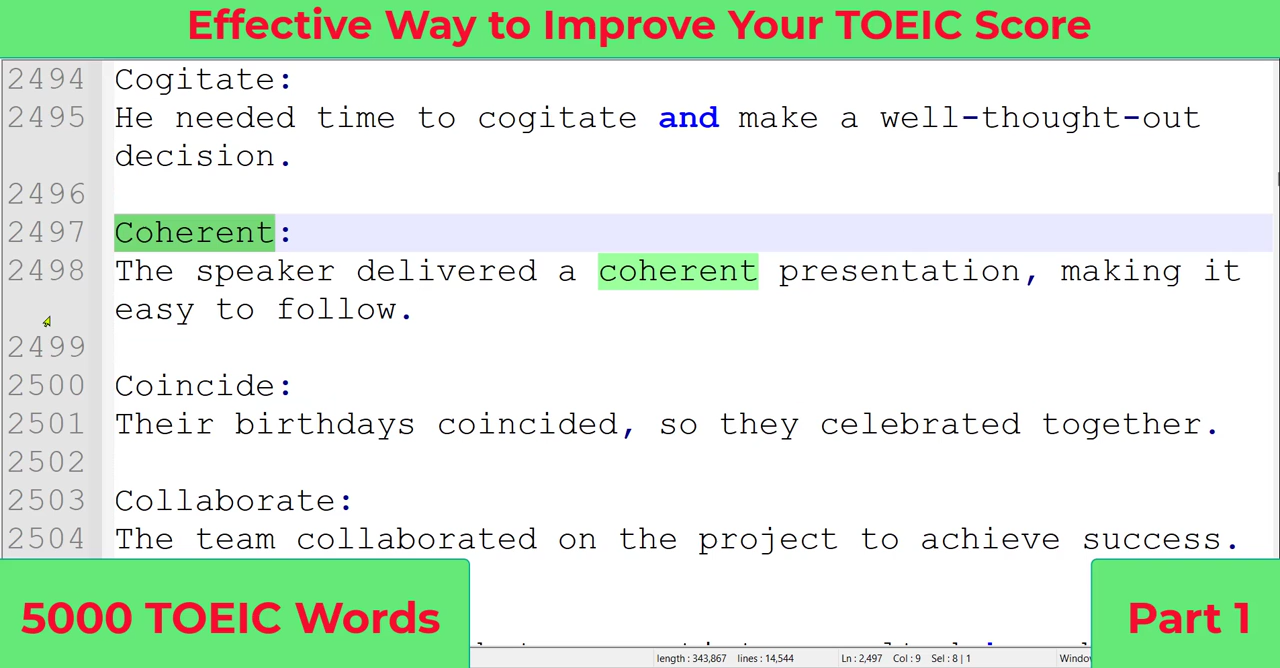 Effective Way to Improve Your TOEIC Score
2494 Cogitate:
2495 He needed time to cogitate and make a well-thought-out
decision.
2496
2497 Coherent:
2498 The speaker delivered a coherent presentation, making it
easy to follow.
2499
2500 Coincide:
2501 Their birthdays coincided, so they celebrated together.
2502
2503 Collaborate:
2504 The team collaborated on the project to achieve success.
5000 TOEIC Words
Part 1
length : 343,867 lines : 14,544 Ln : 2,497 Col : 9 Sel : 8 | 1